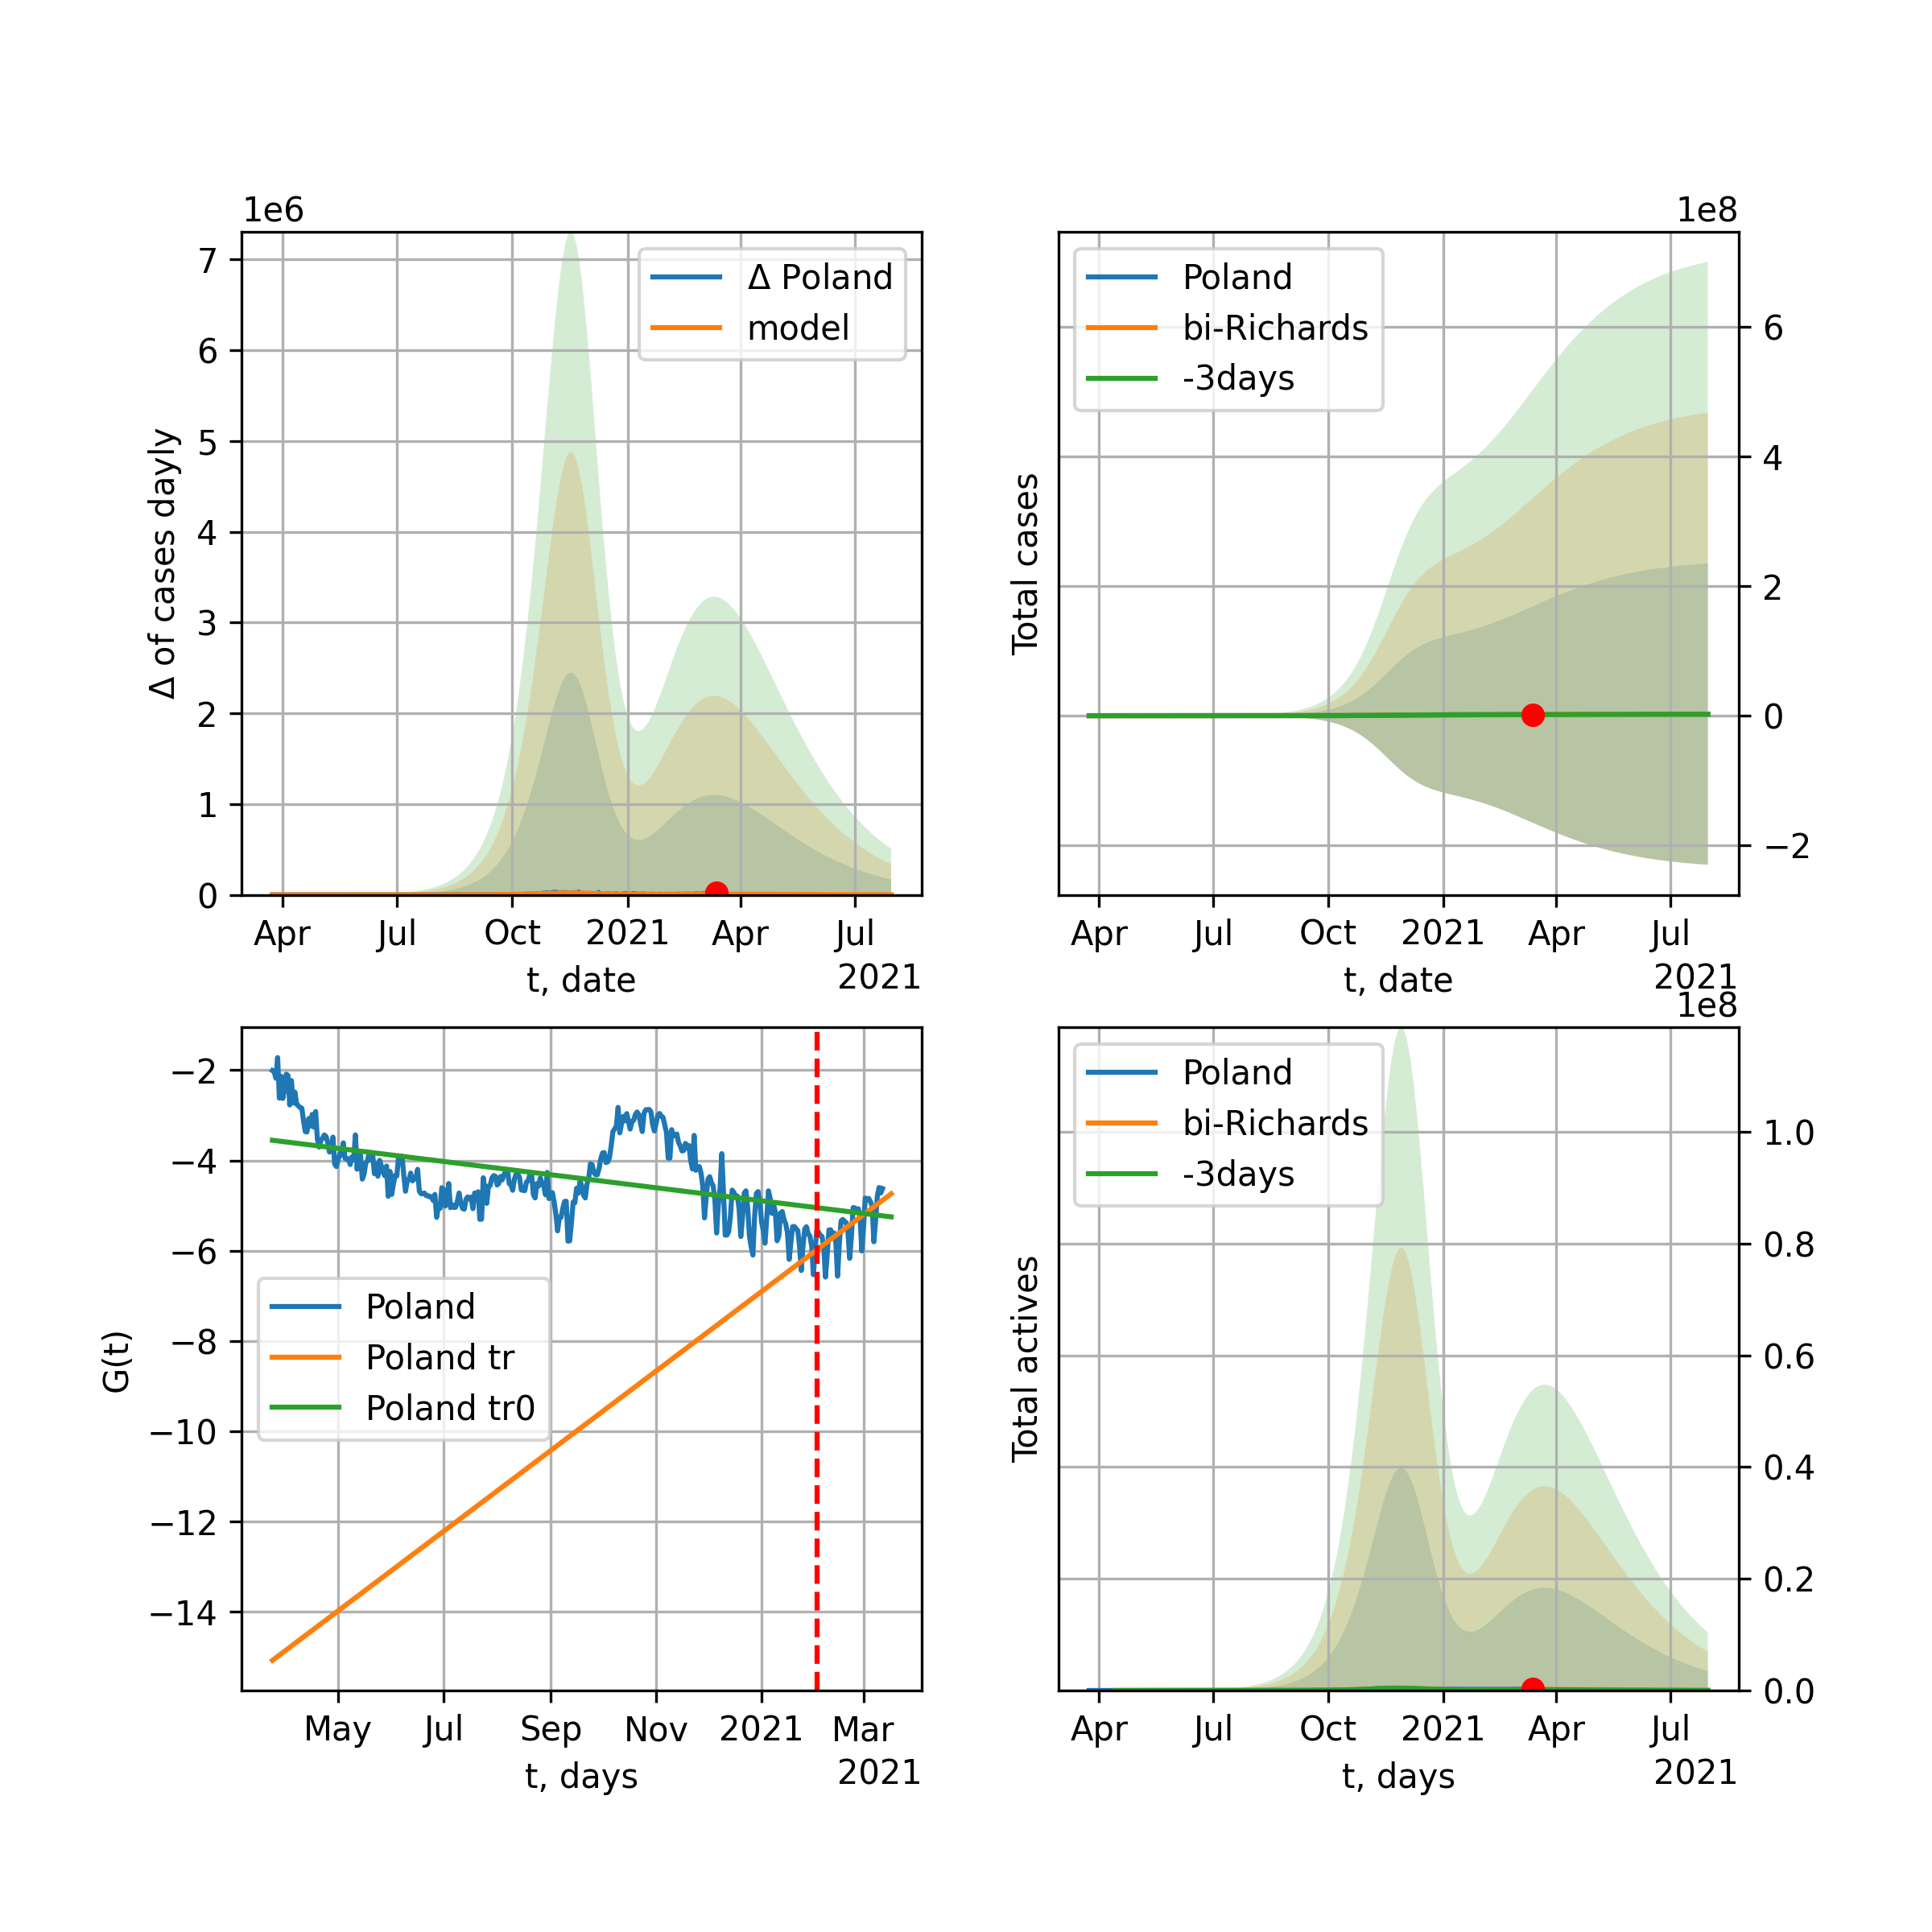 1e6
7
6
5
4
3
2
1
0
Δ of cases dayly
Δ Poland
model
Apr Jul Oct 2021 Apr Jul
t, date
2021
1e8
6
4
2
0
−2
Total cases
Poland
bi-Richards
-3days
Apr Jul Oct 2021 Apr Jul
t, date
2021
−2
−4
−6
−8
−10
−12
−14
G(t)
Poland
Poland tr
Poland tr0
May Jul Sep Nov 2021 Mar
t, days
2021
1e8
1.0
0.8
0.6
0.4
0.2
0.0
Total actives
Poland
bi-Richards
-3days
Apr Jul Oct 2021 Apr Jul
t, days
2021